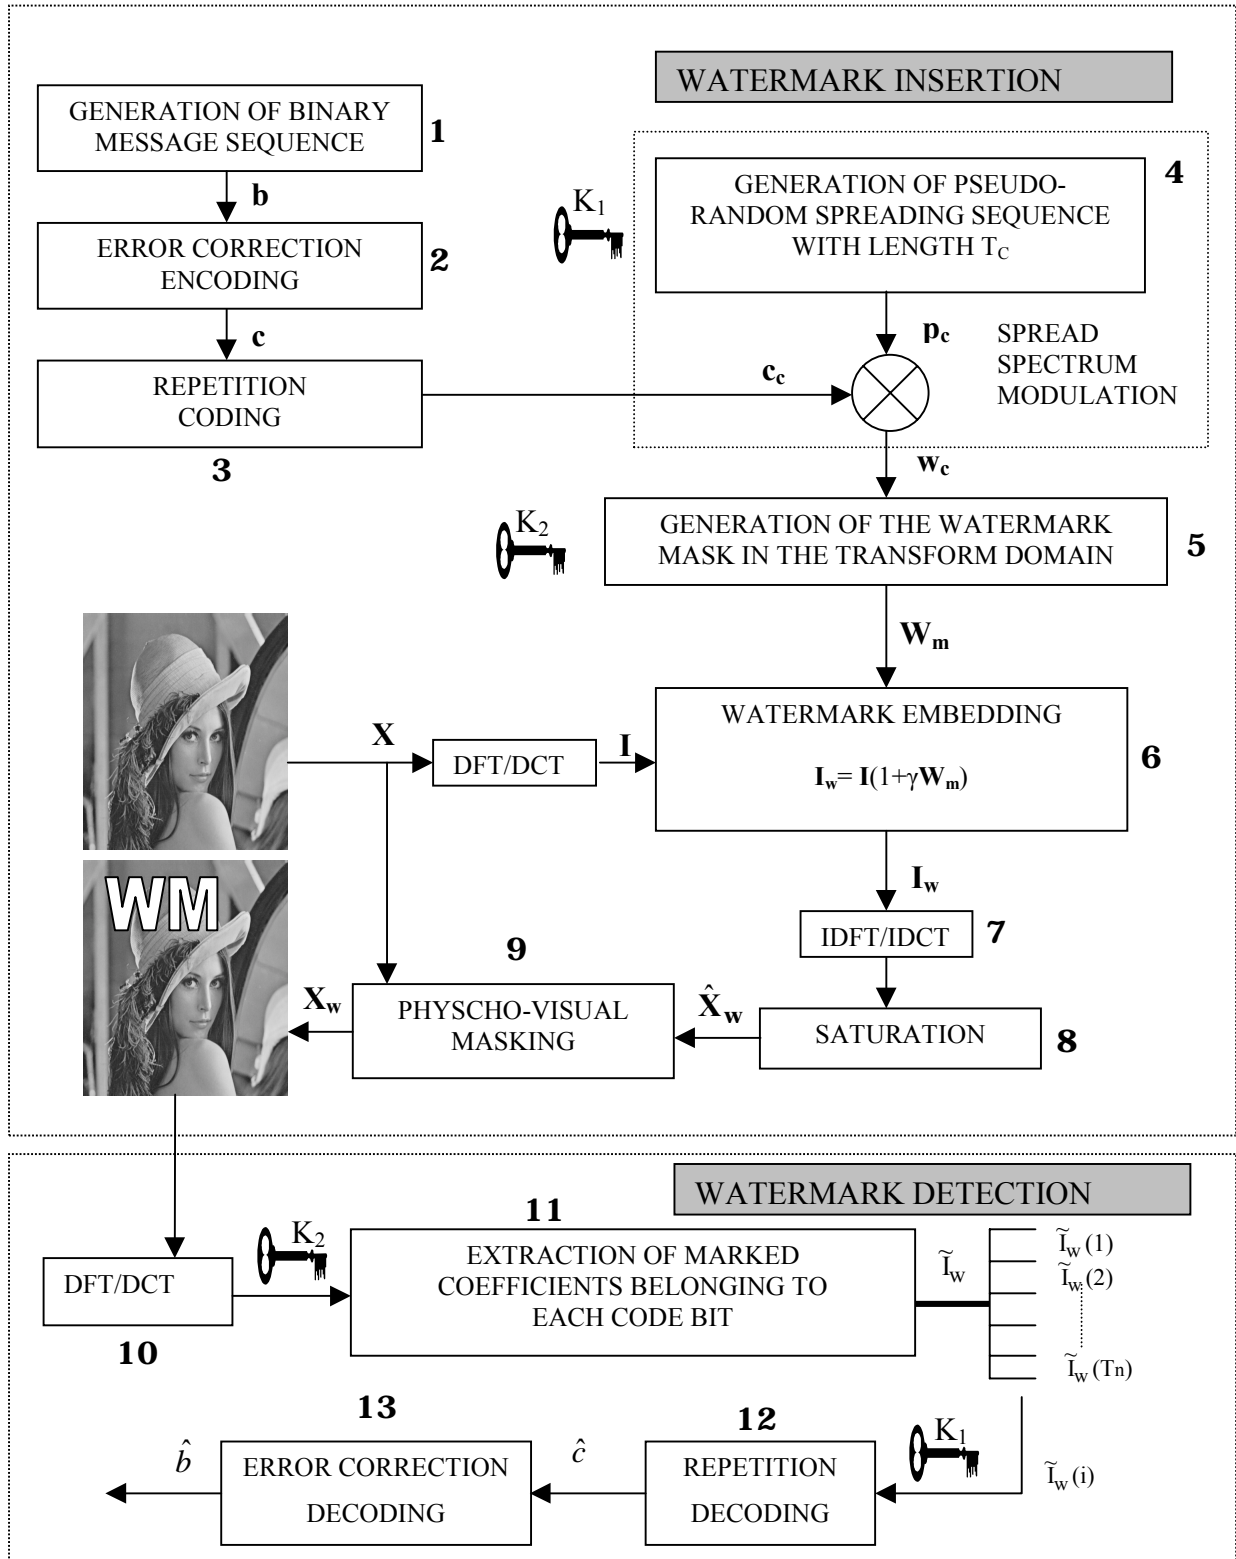 WATERMARK INSERTION
GENERATION OF BINARY
MESSAGE SEQUENCE
1
b
ERROR CORRECTION
ENCODING
2
c
REPETITION
CODING
3
K1
GENERATION OF PSEUDO-
RANDOM SPREADING SEQUENCE
WITH LENGTH TC
4
pc
SPREAD
SPECTRUM
MODULATION
cc
wc
K2
GENERATION OF THE WATERMARK
MASK IN THE TRANSFORM DOMAIN
5
Wm
X
DFT/DCT
I
WATERMARK EMBEDDING
Iw= I(1+γWm)
6
Iw
IDFT/IDCT
7
SATURATION
8
X̂w
9
PHYSCHO-VISUAL
MASKING
Xw
WM
WATERMARK DETECTION
DFT/DCT
10
K2
11
EXTRACTION OF MARKED
COEFFICIENTS BELONGING TO
EACH CODE BIT
Ĩw
Ĩw(1)
Ĩw(2)
Ĩw(Tn)
Ĩw(i)
K1
12
REPETITION
DECODING
ĉ
13
ERROR CORRECTION
DECODING
b̂